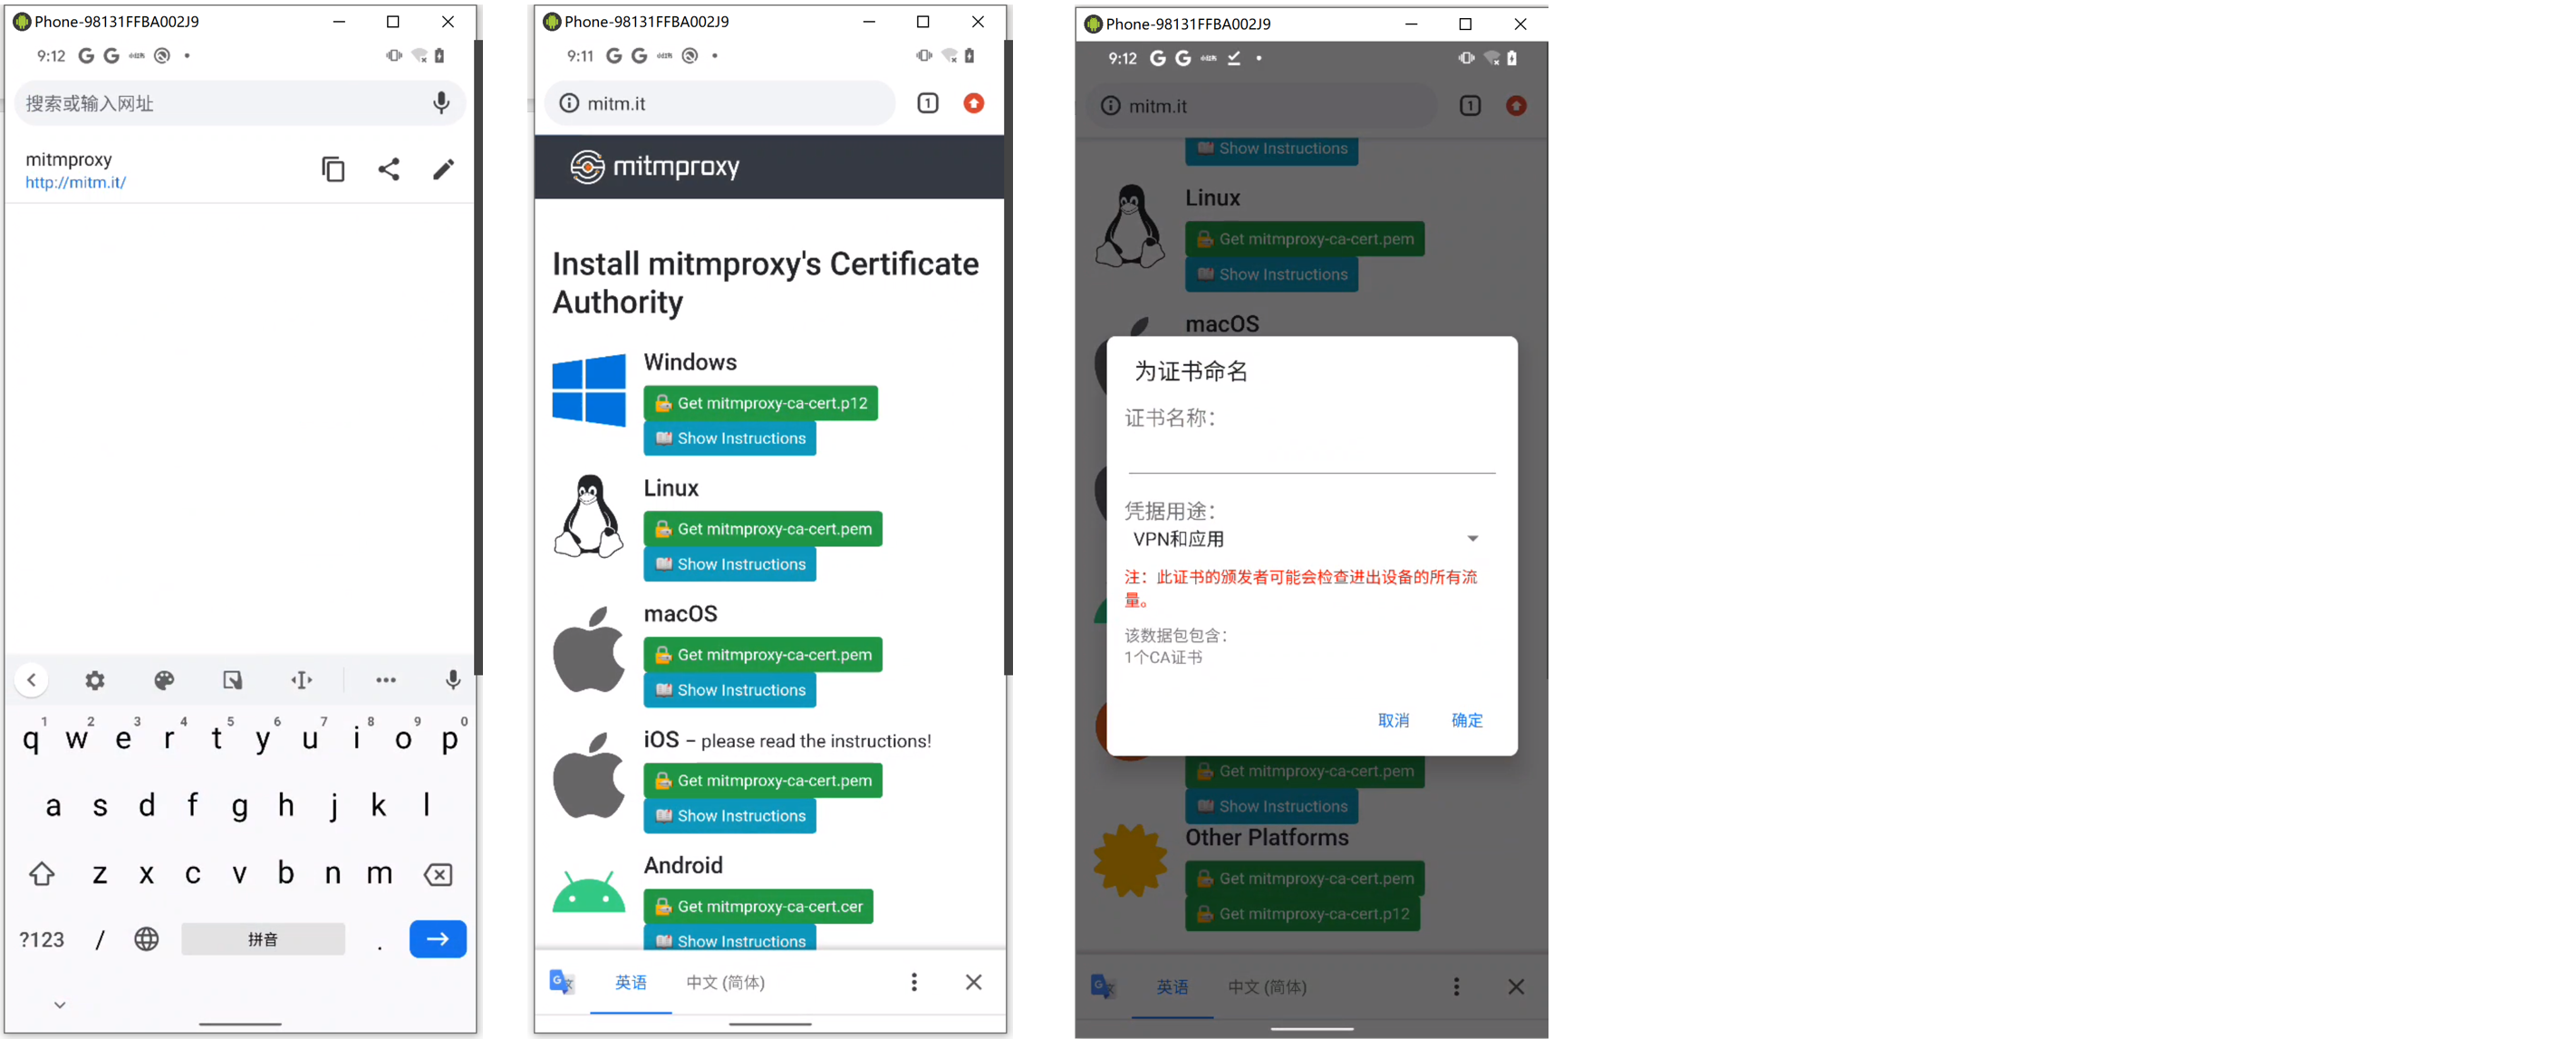 Phone-98131FFBA002J9
9:12
搜索或输入网址
mitmproxy
http://mitm.it/
1 2 3 4 5 6 7 8 9 0
q w e r t y u i o p
a s d f g h j k l
z x c v b n m
?123 / 拼音 .
Phone-98131FFBA002J9
9:11
mitm.it 1
mitmproxy
Install mitmproxy's Certificate
Authority
Windows
Get mitmproxy-ca-cert.p12
Show Instructions
Linux
Get mitmproxy-ca-cert.pem
Show Instructions
macOS
Get mitmproxy-ca-cert.pem
Show Instructions
iOS – please read the instructions!
Get mitmproxy-ca-cert.pem
Show Instructions
Android
Get mitmproxy-ca-cert.cer
Show Instructions
英语 中文 (简体)
Phone-98131FFBA002J9
9:12
mitm.it 1
Show Instructions
Linux
Get mitmproxy-ca-cert.pem
Show Instructions
macOS
为证书命名
证书名称：
凭据用途：
VPN和应用
注：此证书的颁发者可能会检查进出设备的所有流
量。
该数据包包含：
1个CA证书
取消 确定
Get mitmproxy-ca-cert.pem
Show Instructions
Other Platforms
Get mitmproxy-ca-cert.pem
Get mitmproxy-ca-cert.p12
英语 中文 (简体)